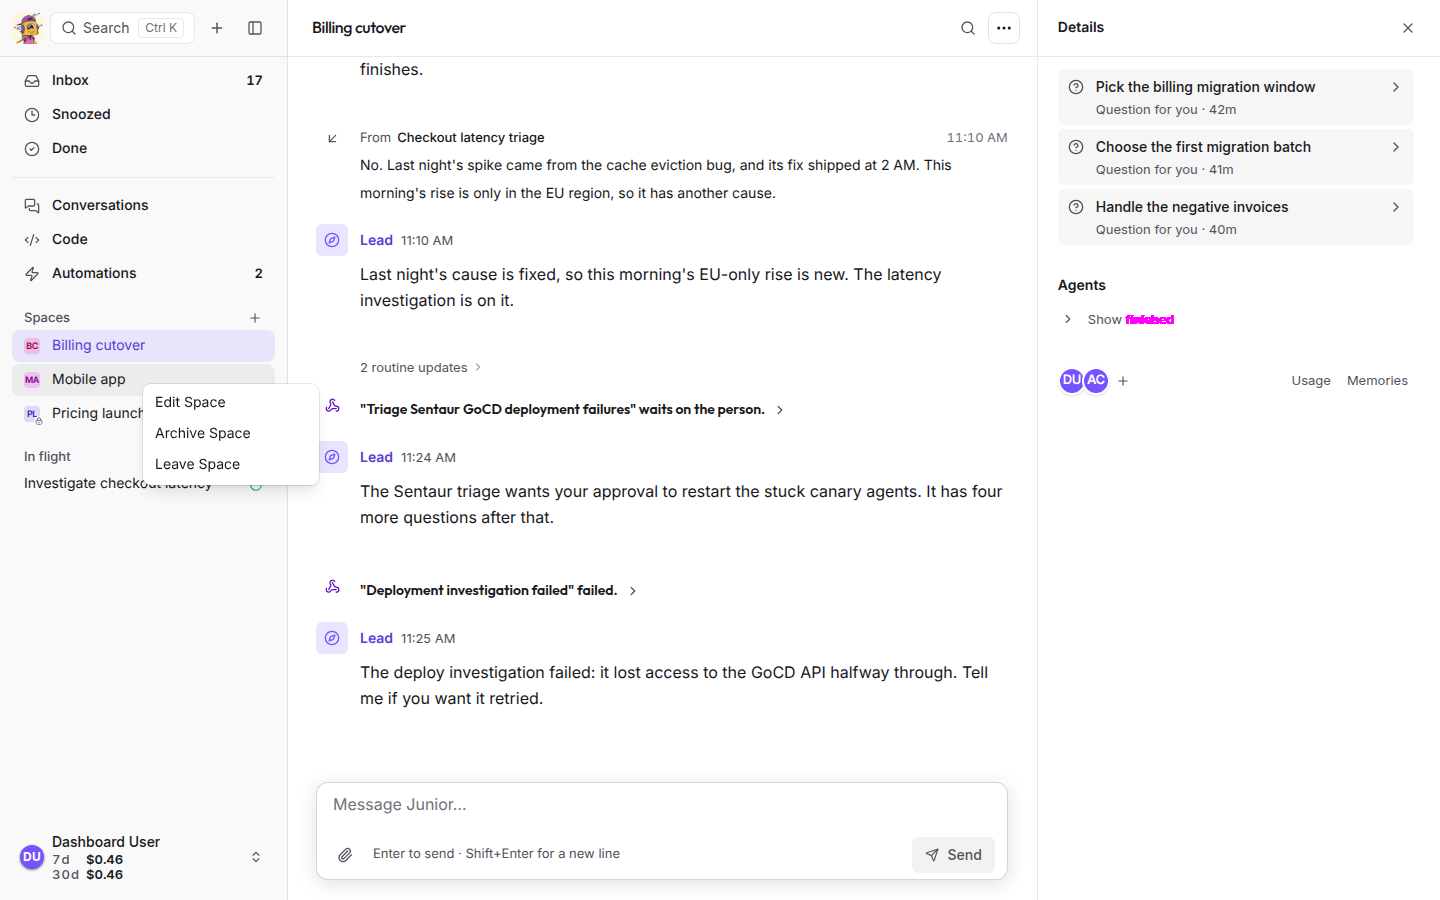 Search Ctrl K
Inbox 17
Snoozed
Done
Conversations
Code
Automations 2
Spaces
BC Billing cutover
MA Mobile app
PL Pricing launch
Edit Space
Archive Space
Leave Space
In flight
Investigate checkout latency
DU Dashboard User
7d $0.46
30d $0.46
Billing cutover
finishes.
From Checkout latency triage 11:10 AM
No. Last night's spike came from the cache eviction bug, and its fix shipped at 2 AM. This
morning's rise is only in the EU region, so it has another cause.
Lead 11:10 AM
Last night's cause is fixed, so this morning's EU-only rise is new. The latency
investigation is on it.
2 routine updates
"Triage Sentaur GoCD deployment failures" waits on the person.
Lead 11:24 AM
The Sentaur triage wants your approval to restart the stuck canary agents. It has four
more questions after that.
"Deployment investigation failed" failed.
Lead 11:25 AM
The deploy investigation failed: it lost access to the GoCD API halfway through. Tell
me if you want it retried.
Message Junior...
Enter to send · Shift+Enter for a new line
Send
Details
Pick the billing migration window
Question for you · 42m
Choose the first migration batch
Question for you · 41m
Handle the negative invoices
Question for you · 40m
Agents
Show
DU AC Usage Memories